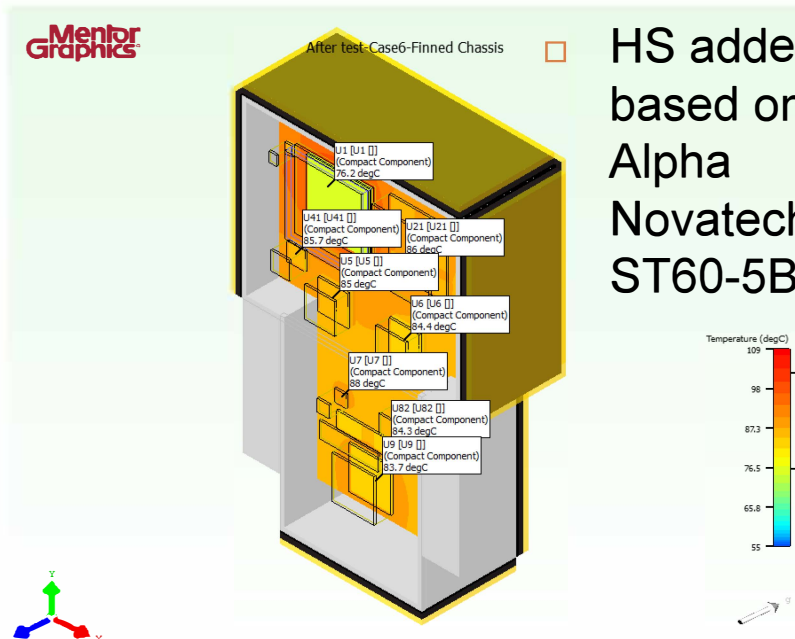 Mentor
Graphics
After test-Case6-Finned Chassis
HS adde
based on
Alpha
Novatech
ST60-5B
U1 [U1 []]
(Compact Component)
76.2 degC
U41 [U41 []]
(Compact Component)
85.7 degC
U21 [U21 []]
(Compact Component)
86 degC
U5 [U5 []]
(Compact Component)
85 degC
U6 [U6 []]
(Compact Component)
84.4 degC
U7 [U7 []]
(Compact Component)
88 degC
U82 [U82 []]
(Compact Component)
84.3 degC
U9 [U9 []]
(Compact Component)
83.7 degC
Temperature (degC)
109
98
87.3
76.5
65.8
55
Y
X
g